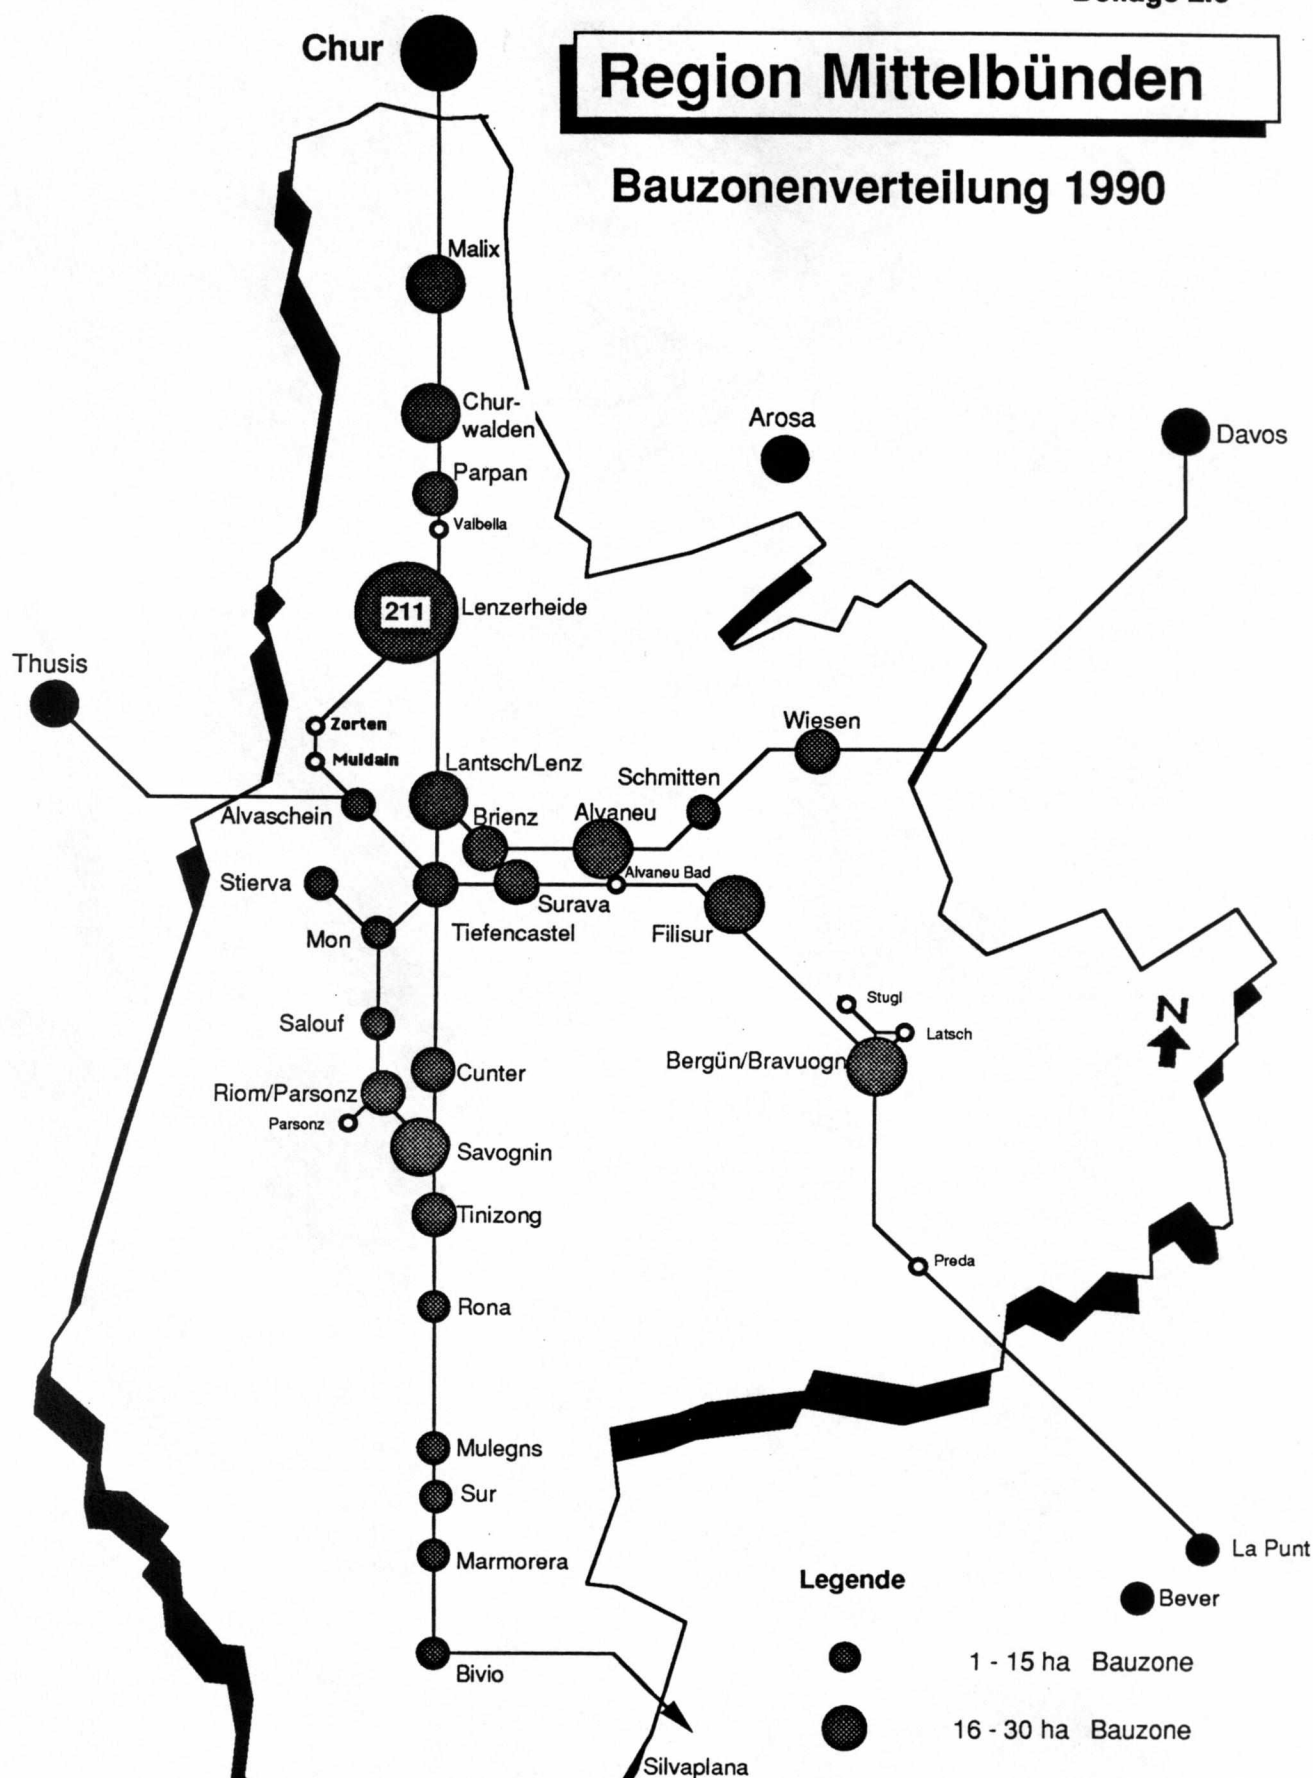 Chur
Region Mittelbünden
Bauzonenverteilung 1990
Malix
Chur-
walden
Arosa
Davos
Parpan
Valbella
211
Lenzerheide
Thusis
Zorten
Wiesen
Muldain
Lantsch/Lenz
Schmitten
Alvaschein
Brienz
Alvaneu
Alvaneu Bad
Stierva
Surava
Mon
Tiefencastel
Filisur
Stugl
N
Salouf
Latsch
Bergün/Bravuogn
Cunter
Riom/Parsonz
Parsonz
Savognin
Tinizong
Preda
Rona
Mulegns
Sur
Marmorera
La Punt
Legende
Bever
Bivio
1 - 15 ha Bauzone
16 - 30 ha Bauzone
Silvaplana